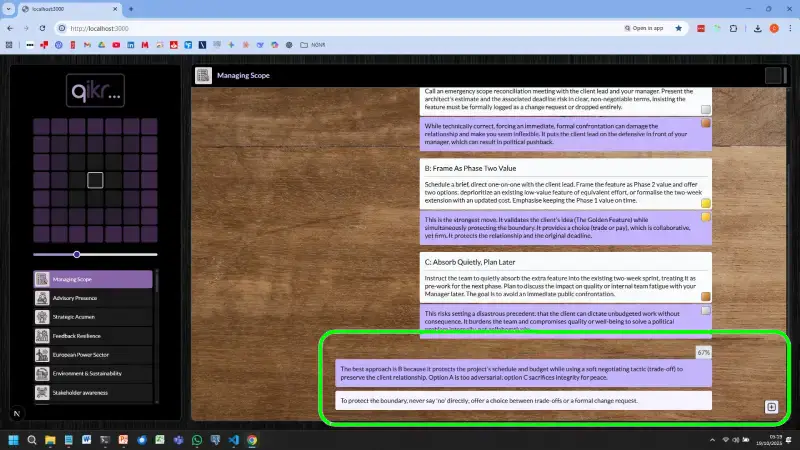 localhost:3000
http://localhost:3000
Open in app
NONR
qikr...
Managing Scope
Call an emergency scope reconciliation meeting with the client lead and your manager. Present the
architect's estimate and the associated deadline risk in clear, non-negotiable terms, insisting the
feature must be formally logged as a change request or dropped entirely.
While technically correct, forcing an immediate, formal confrontation can damage the
relationship and make you seem inflexible. It puts the client lead on the defensive in front of your
manager, which can result in political pushback.
B: Frame As Phase Two Value
Schedule a brief, direct one-on-one with the client lead. Frame the feature as Phase 2 value and offer
two options, deprioritize an existing low-value feature of equivalent effort, or formalise the two-week
extension with an updated cost. Emphasise keeping the Phase 1 value on time.
This is the strongest move. It validates the client's idea (The Golden Feature) while
simultaneously protecting the boundary. It provides a choice (trade or pay), which is collaborative,
yet firm. It protects the relationship and the original deadline.
C: Absorb Quietly, Plan Later
Instruct the team to quietly absorb the extra feature into the existing two-week sprint, treating it as
pre-work for the next phase. Plan to discuss the impact on quality or internal team fatigue with your
Manager later. The goal is to avoid an immediate public confrontation.
This risks setting a disastrous precedent: that the client can dictate unbudgeted work without
consequence. It burdens the team and compromises quality or well-being to solve a political
67%
The best approach is B because it protects the project's schedule and budget while using a soft negotiating tactic (trade-off) to
preserve the client relationship. Option A is too adversarial; option C sacrifices integrity for peace.
To protect the boundary, never say 'no' directly, offer a choice between trade-offs or a formal change request.
Managing Scope
Advisory Presence
Strategic Acumen
Feedback Resilience
European Power Sector
Environment & Sustainability
Stakeholder awareness
N
05:19
19/10/2025